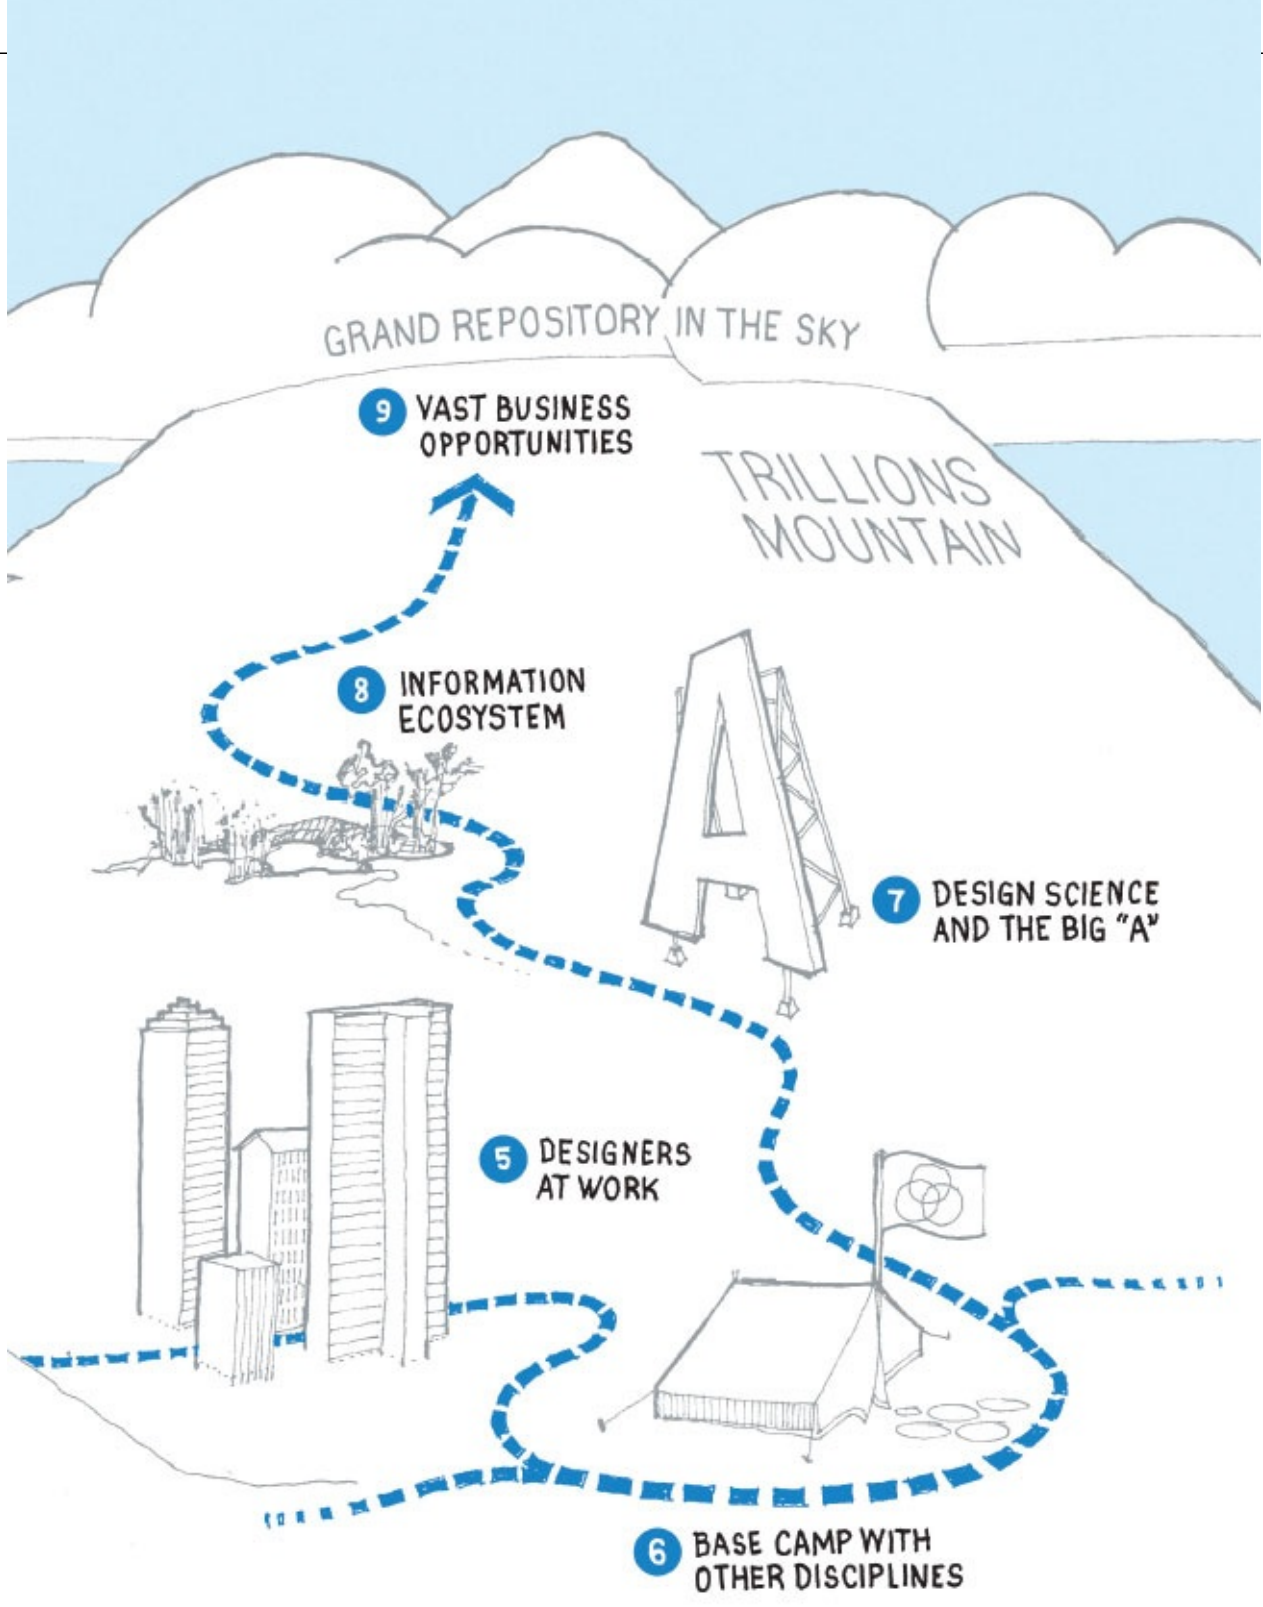 GRAND REPOSITORY IN THE SKY
9 VAST BUSINESS
OPPORTUNITIES
TRILLIONS
MOUNTAIN
8 INFORMATION
ECOSYSTEM
7 DESIGN SCIENCE
AND THE BIG "A"
A
5 DESIGNERS
AT WORK
6 BASE CAMP WITH
OTHER DISCIPLINES